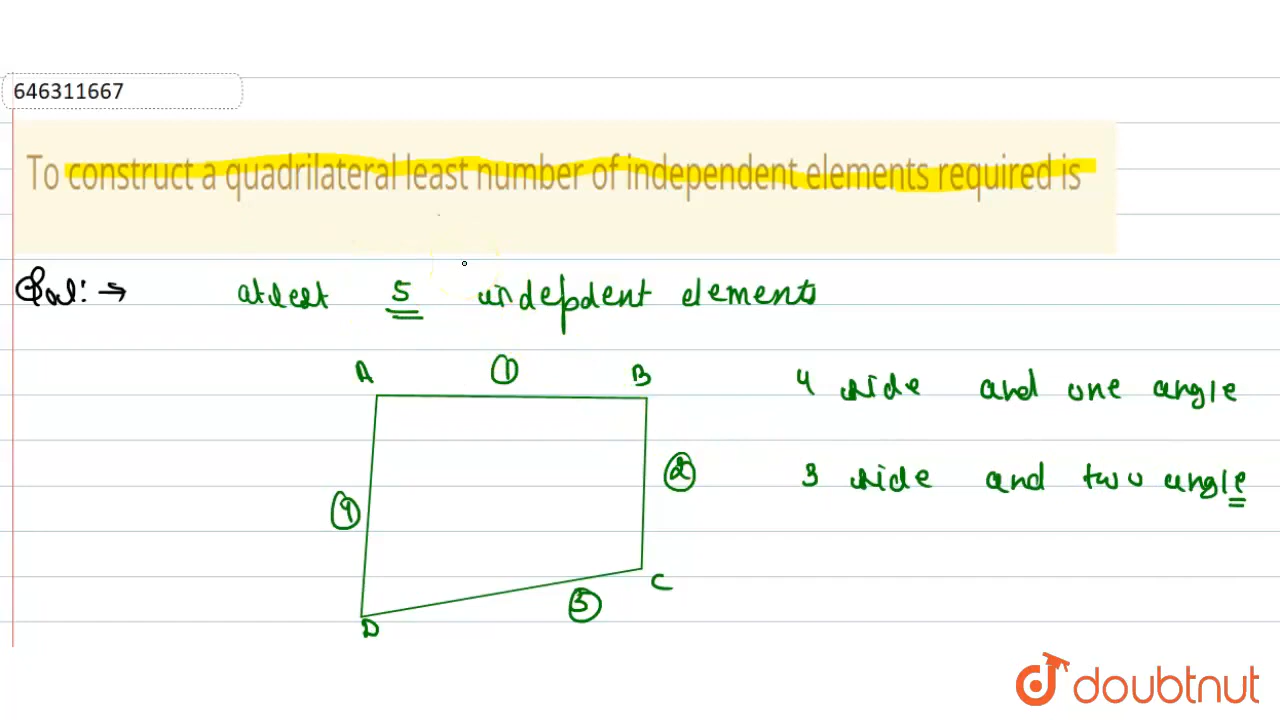 646311667
To construct a quadrilateral least number of independent elements required is
Sol: → atlest 5 indepdent elements
A ① B
4 side and one angle
② 3 side and two angle
④
C
③
D
doubtnut